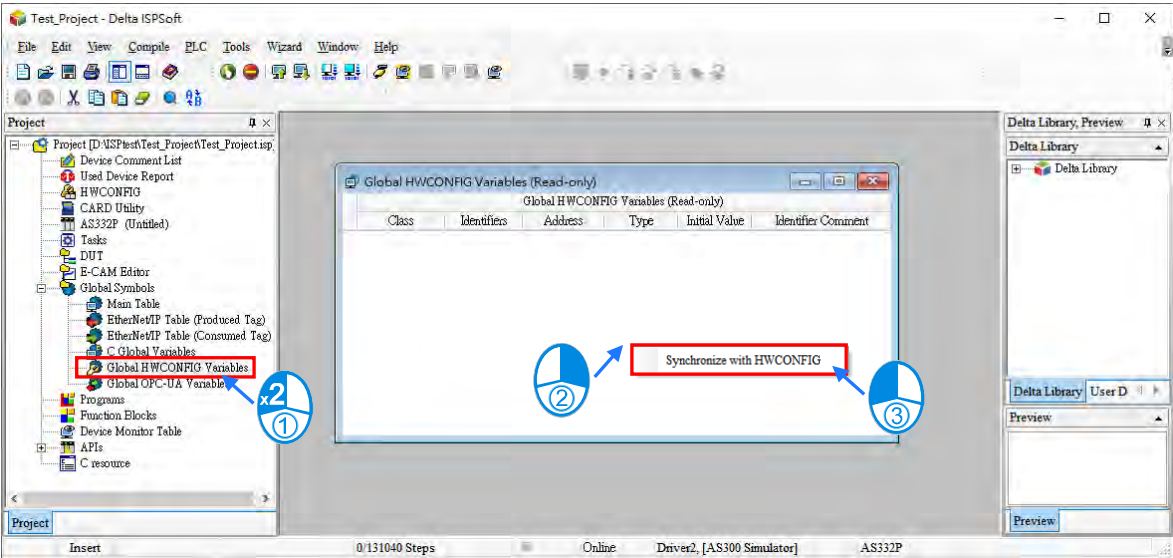 Test_Project - Delta ISPSoft
File Edit View Compile PLC Tools Wizard Window Help
Project
Project [D:\ISPtest\Test_Project\Test_Project.isp]
Device Comment List
Used Device Report
HWCONFIG
CARD Utility
AS332P (Untitled)
Tasks
DUT
E-CAM Editor
Global Symbols
Main Table
EtherNet/IP Table (Produced Tag)
EtherNet/IP Table (Consumed Tag)
C Global Variables
Global HWCONFIG Variables
Global OPC-UA Variable
Programs
Function Blocks
Device Monitor Table
APIs
C resource
Project
x2
①
Global HWCONFIG Variables (Read-only)
Global HWCONFIG Variables (Read-only)
Class Identifiers Address Type Initial Value Identifier Comment
Synchronize with HWCONFIG
②
③
Delta Library, Preview
Delta Library
Delta Library
Delta Library User D
Preview
Preview
Insert 0/131040 Steps Online Driver2, [AS300 Simulator] AS332P